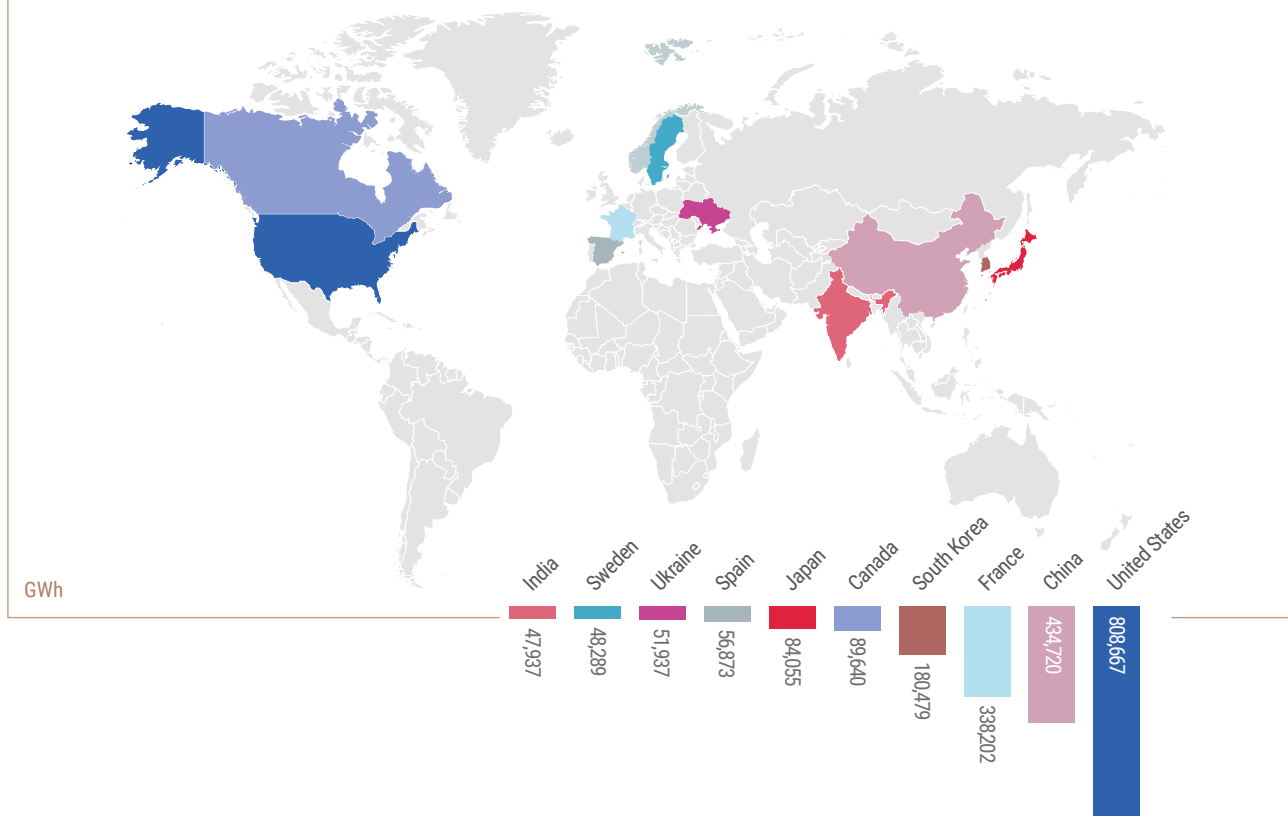 GWh
India
Sweden
Ukraine
Spain
Japan
Canada
South Korea
France
China
United States
47,937
48,289
51,937
56,873
84,055
89,640
180,479
338,202
434,720
808,667